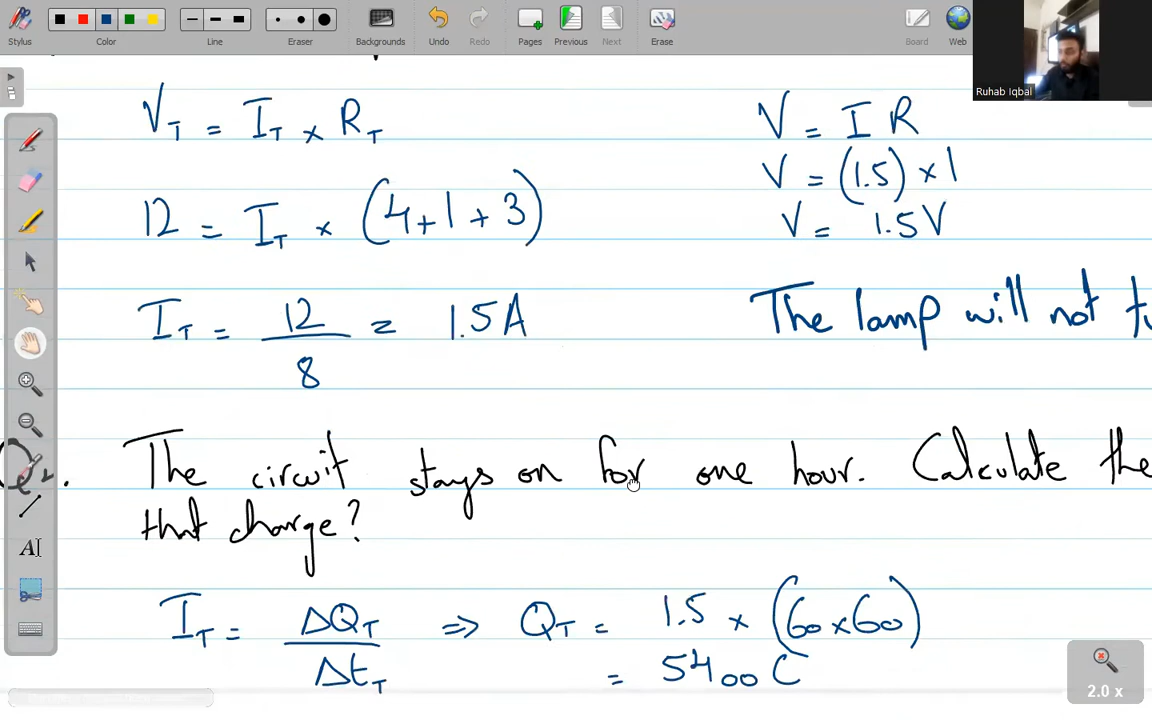 Stylus
Color
Line
Eraser
Backgrounds
Undo
Redo
Pages
Previous
Next
Erase
Board
Web
Ruhab Iqbal
V_T = I_T × R_T
12 = I_T × (4+1+3)
I_T = 12/8 = 1.5A
V = I R
V = (1.5) × 1
V = 1.5V
The lamp will not
2. The circuit stays on for one hour. Calculate the
that charge?
I_T = ΔQ_T/Δt_T ⇒ Q_T = 1.5 × (60×60)
= 5400 C
AI
2.0 x